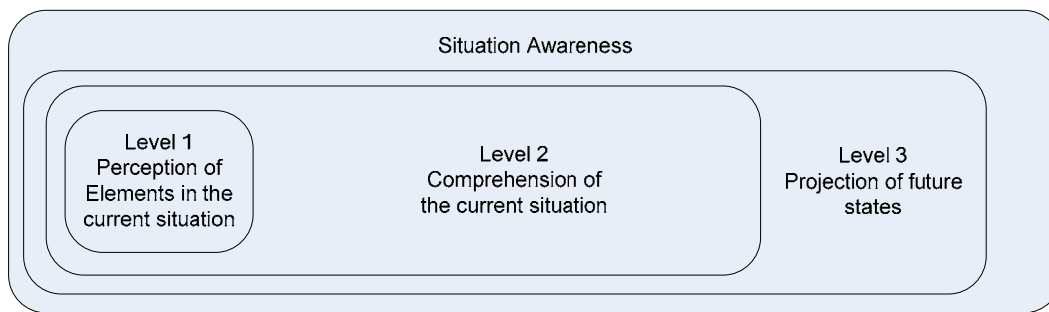 Situation Awareness
Level 1
Perception of
Elements in the
current situation
Level 2
Comprehension of
the current situation
Level 3
Projection of future
states